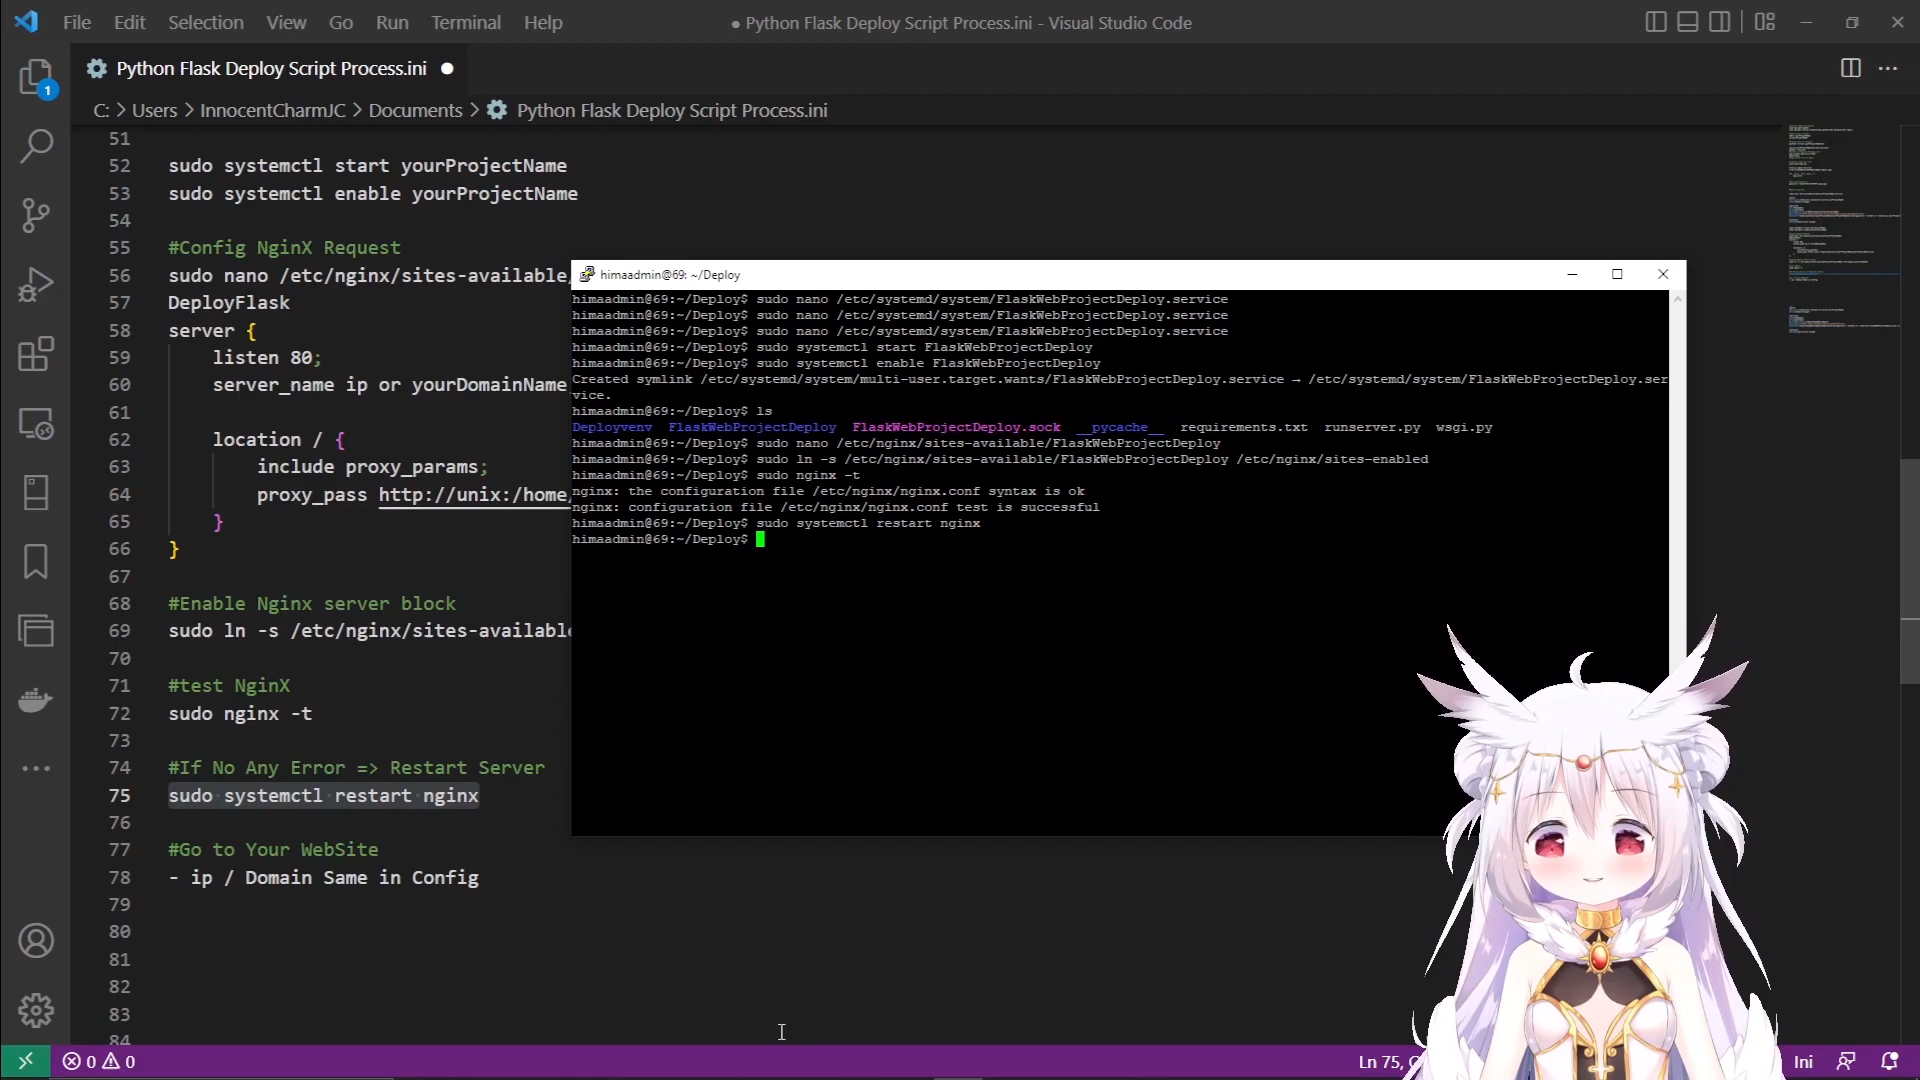 File Edit Selection View Go Run Terminal Help
● Python Flask Deploy Script Process.ini - Visual Studio Code
Python Flask Deploy Script Process.ini
1
C: > Users > InnocentCharmJC > Documents > Python Flask Deploy Script Process.ini
51
52 sudo systemctl start yourProjectName
53 sudo systemctl enable yourProjectName
54
55 #Config NginX Request
56 sudo nano /etc/nginx/sites-available/
57 DeployFlask
58 server {
59 listen 80;
60 server_name ip or yourDomainName
61
62 location / {
63 include proxy_params;
64 proxy_pass http://unix:/home/
65 }
66 }
67
68 #Enable Nginx server block
69 sudo ln -s /etc/nginx/sites-available
70
71 #test NginX
72 sudo nginx -t
73
74 #If No Any Error => Restart Server
75 sudo systemctl restart nginx
76
77 #Go to Your WebSite
78 - ip / Domain Same in Config
79
80
81
82
83
84
himaadmin@69: ~/Deploy
himaadmin@69:~/Deploy$ sudo nano /etc/systemd/system/FlaskWebProjectDeploy.service
himaadmin@69:~/Deploy$ sudo nano /etc/systemd/system/FlaskWebProjectDeploy.service
himaadmin@69:~/Deploy$ sudo nano /etc/systemd/system/FlaskWebProjectDeploy.service
himaadmin@69:~/Deploy$ sudo systemctl start FlaskWebProjectDeploy
himaadmin@69:~/Deploy$ sudo systemctl enable FlaskWebProjectDeploy
Created symlink /etc/systemd/system/multi-user.target.wants/FlaskWebProjectDeploy.service → /etc/systemd/system/FlaskWebProjectDeploy.ser
vice.
himaadmin@69:~/Deploy$ ls
Deployvenv FlaskWebProjectDeploy FlaskWebProjectDeploy.sock __pycache__ requirements.txt runserver.py wsgi.py
himaadmin@69:~/Deploy$ sudo nano /etc/nginx/sites-available/FlaskWebProjectDeploy
himaadmin@69:~/Deploy$ sudo ln -s /etc/nginx/sites-available/FlaskWebProjectDeploy /etc/nginx/sites-enabled
himaadmin@69:~/Deploy$ sudo nginx -t
nginx: the configuration file /etc/nginx/nginx.conf syntax is ok
nginx: configuration file /etc/nginx/nginx.conf test is successful
himaadmin@69:~/Deploy$ sudo systemctl restart nginx
himaadmin@69:~/Deploy$
0 0
Ln 75,
Ini